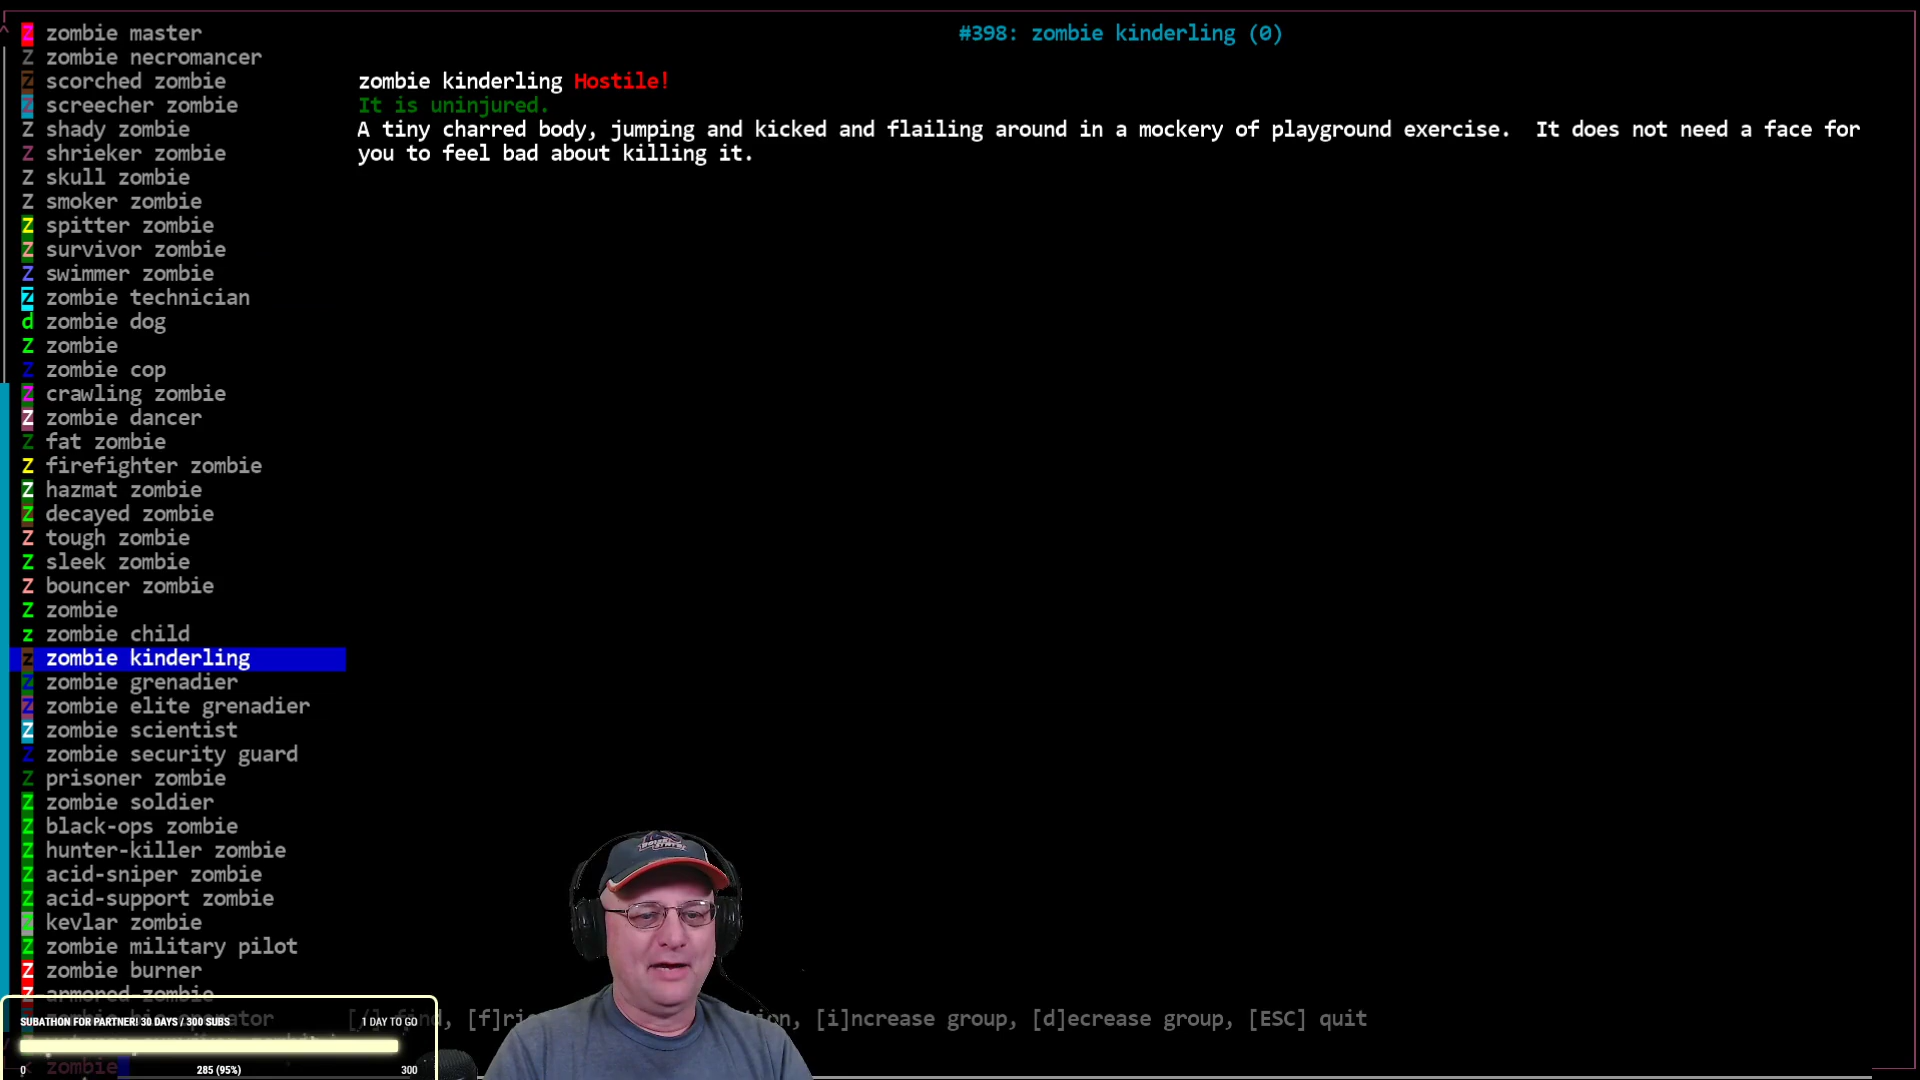 #398: zombie kinderling (0)
zombie kinderling Hostile!
It is uninjured.
A tiny charred body, jumping and kicked and flailing around in a mockery of playground exercise.  It does not need a face for
you to feel bad about killing it.
Z zombie master
Z zombie necromancer
Z scorched zombie
Z screecher zombie
Z shady zombie
Z shrieker zombie
Z skull zombie
Z smoker zombie
Z spitter zombie
Z survivor zombie
Z swimmer zombie
Z zombie technician
d zombie dog
Z zombie
Z zombie cop
Z crawling zombie
Z zombie dancer
Z fat zombie
Z firefighter zombie
Z hazmat zombie
Z decayed zombie
Z tough zombie
Z sleek zombie
Z bouncer zombie
Z zombie
z zombie child
z zombie kinderling
Z zombie grenadier
Z zombie elite grenadier
Z zombie scientist
Z zombie security guard
Z prisoner zombie
Z zombie soldier
Z black-ops zombie
Z hunter-killer zombie
Z acid-sniper zombie
Z acid-support zombie
Z kevlar zombie
Z zombie military pilot
Z zombie burner
Z armored zombie
[/] find, [f] [i]ncrease group, [d]ecrease group, [ESC] quit
SUBATHON FOR PARTNER! 30 DAYS / 300 SUBS 1 DAY TO GO
0 285 (95%) 300
zombie